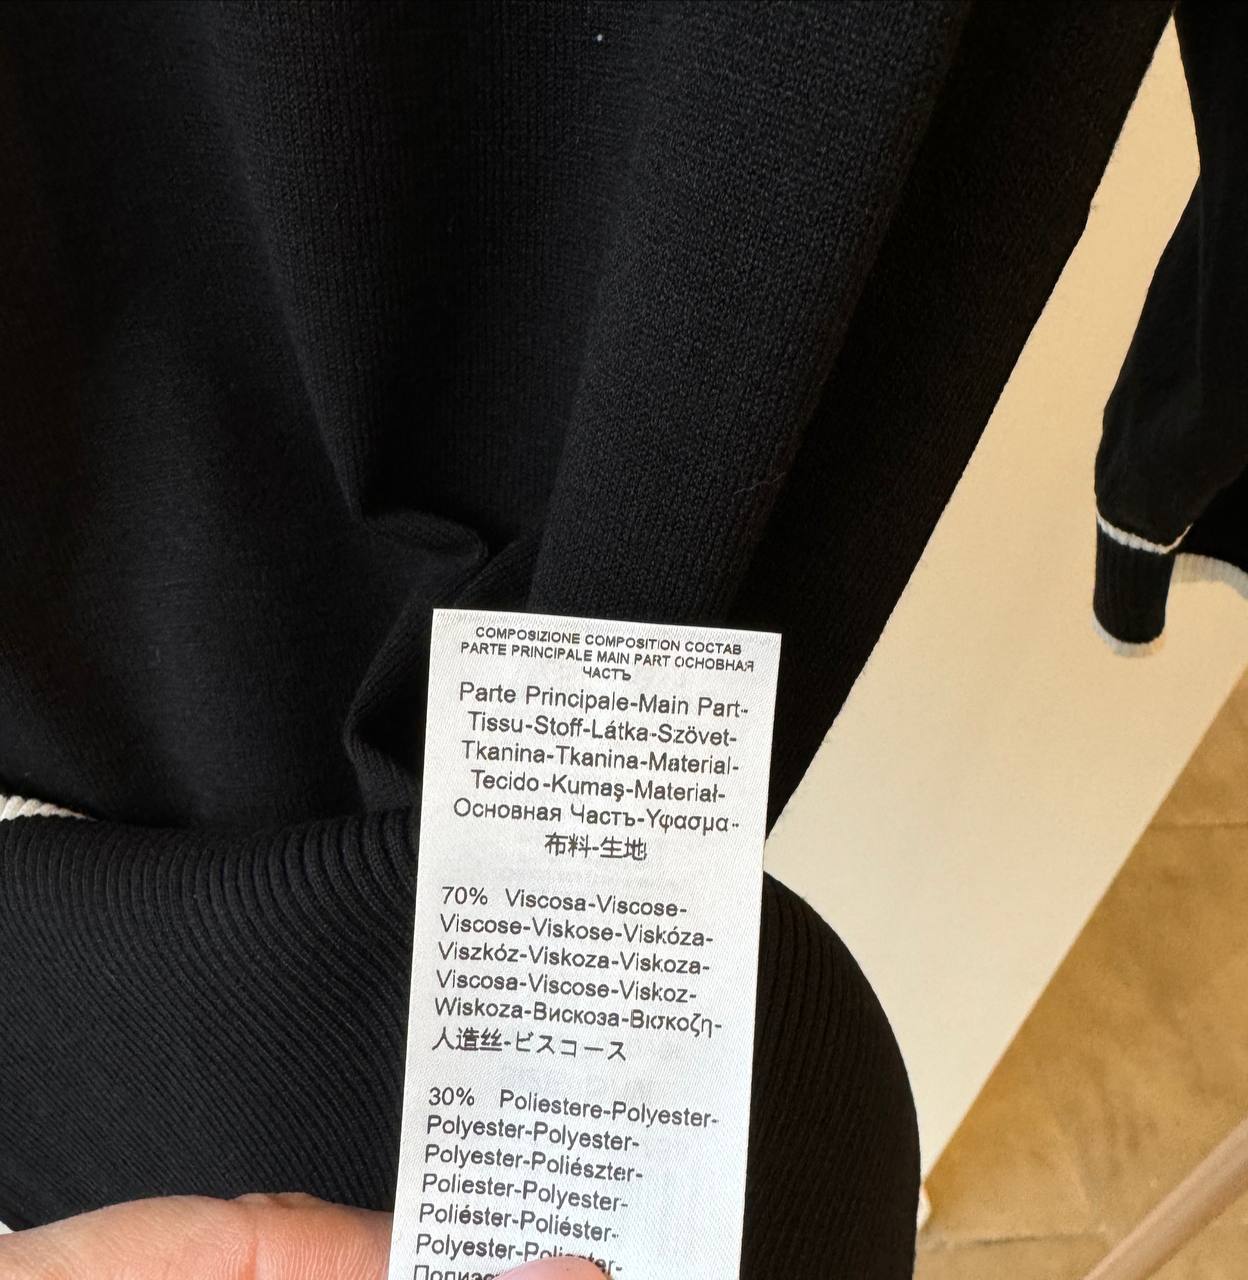 COMPOSIZIONE COMPOSITION СОСТАВ
PARTE PRINCIPALE MAIN PART ОСНОВНАЯ
ЧАСТЬ
Parte Principale-Main Part-
Tissu-Stoff-Látka-Szövet-
Tkanina-Tkanina-Material-
Tecido-Kumaş-Materiał-
Основная Часть-Υφασμα-
布料-生地
70% Viscosa-Viscose-
Viscose-Viskose-Viskóza-
Viszkóz-Viskoza-Viskoza-
Viscosa-Viscose-Viskoz-
Wiskoza-Вискоза-Βισκοζη-
人造丝-ビスコース
30% Poliestere-Polyester-
Polyester-Polyester-
Polyester-Poliészter-
Poliester-Polyester-
Poliéster-Poliéster-
Polyester-